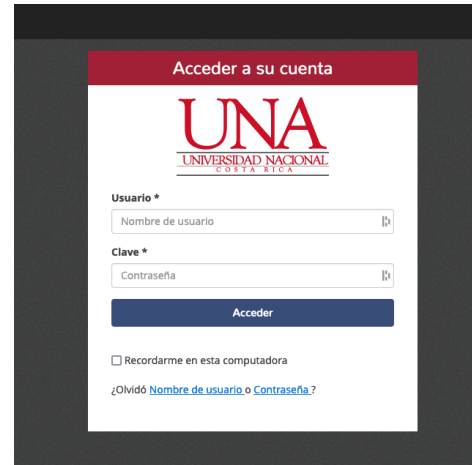 Acceder a su cuenta
UNA
UNIVERSIDAD NACIONAL
COSTA RICA
Usuario *
Nombre de usuario
Clave *
Contraseña
Acceder
Recordarme en esta computadora
¿Olvidó Nombre de usuario o Contraseña ?